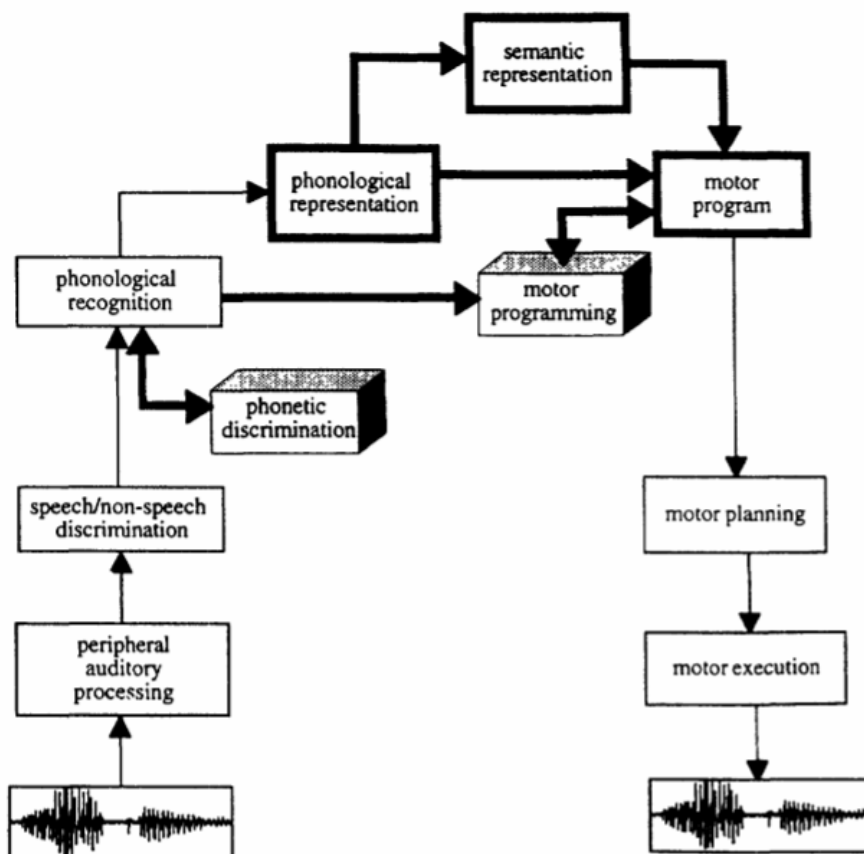 semantic
representation
phonological
representation
motor
program
phonological
recognition
motor
programming
phonetic
discrimination
speech/non-speech
discrimination
motor planning
peripheral
auditory
processing
motor execution